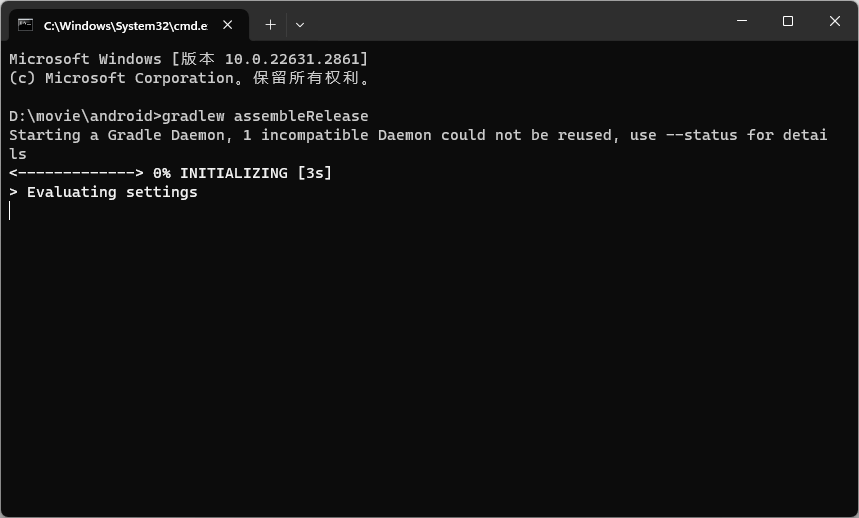 C:\Windows\System32\cmd.e
Microsoft Windows [版本 10.0.22631.2861]
(c) Microsoft Corporation。保留所有权利。
D:\movie\android>gradlew assembleRelease
Starting a Gradle Daemon, 1 incompatible Daemon could not be reused, use --status for detai
ls
<-------------> 0% INITIALIZING [3s]
> Evaluating settings